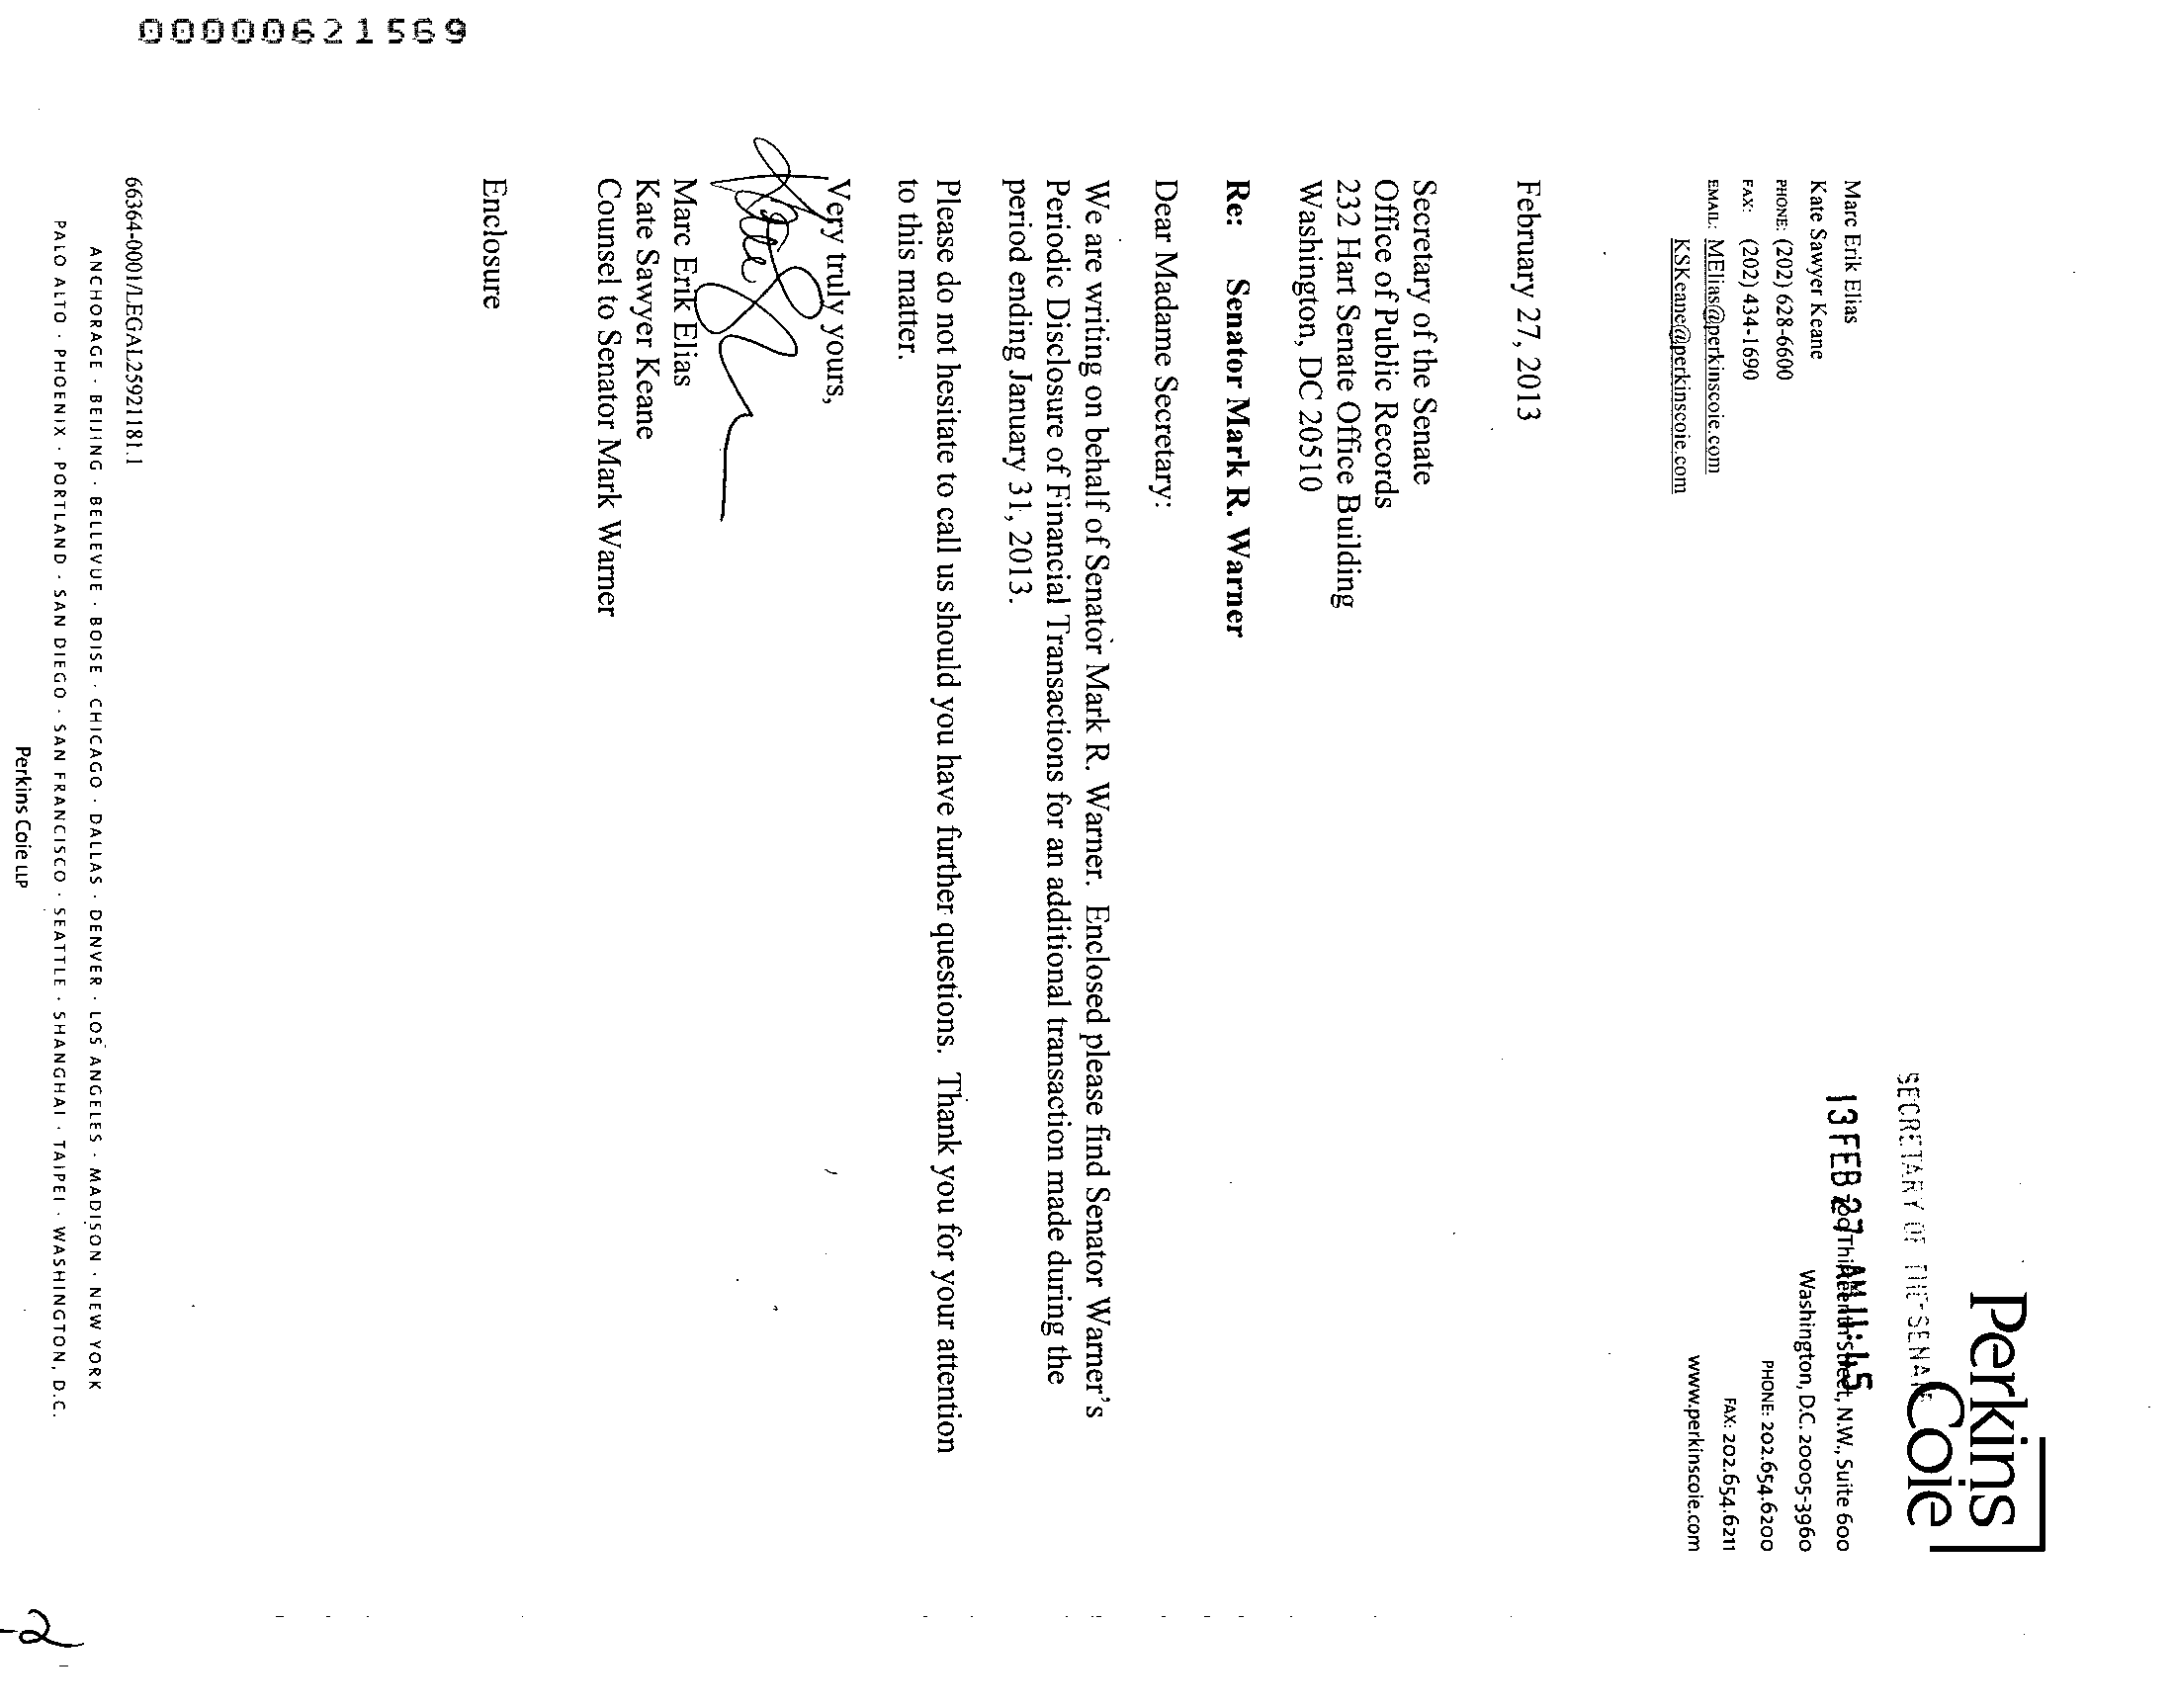 00000621569
Perkins
Coie
SECRETARY OF THE SENATE
13 FEB 27 AM 11:45
700 Thirteenth Street, N.W., Suite 600
Washington, D.C. 20005-3960
PHONE: 202.654.6200
FAX: 202.654.6211
www.perkinscoie.com
Marc Erik Elias
Kate Sawyer Keane
PHONE: (202) 628-6600
FAX: (202) 434-1690
EMAIL: MElias@perkinscoie.com
KSKeane@perkinscoie.com
February 27, 2013
Secretary of the Senate
Office of Public Records
232 Hart Senate Office Building
Washington, DC 20510
Re: Senator Mark R. Warner
Dear Madame Secretary:
We are writing on behalf of Senator Mark R. Warner. Enclosed please find Senator Warner's
Periodic Disclosure of Financial Transactions for an additional transaction made during the
period ending January 31, 2013.
Please do not hesitate to call us should you have further questions. Thank you for your attention
to this matter.
Very truly yours,
Marc Erik Elias
Kate Sawyer Keane
Counsel to Senator Mark Warner
Enclosure
66364-0001/LEGAL25921181.1
ANCHORAGE · BEIJING · BELLEVUE · BOISE · CHICAGO · DALLAS · DENVER · LOS ANGELES · MADISON · NEW YORK
PALO ALTO · PHOENIX · PORTLAND · SAN DIEGO · SAN FRANCISCO · SEATTLE · SHANGHAI · TAIPEI · WASHINGTON, D.C.
Perkins Coie LLP
-2